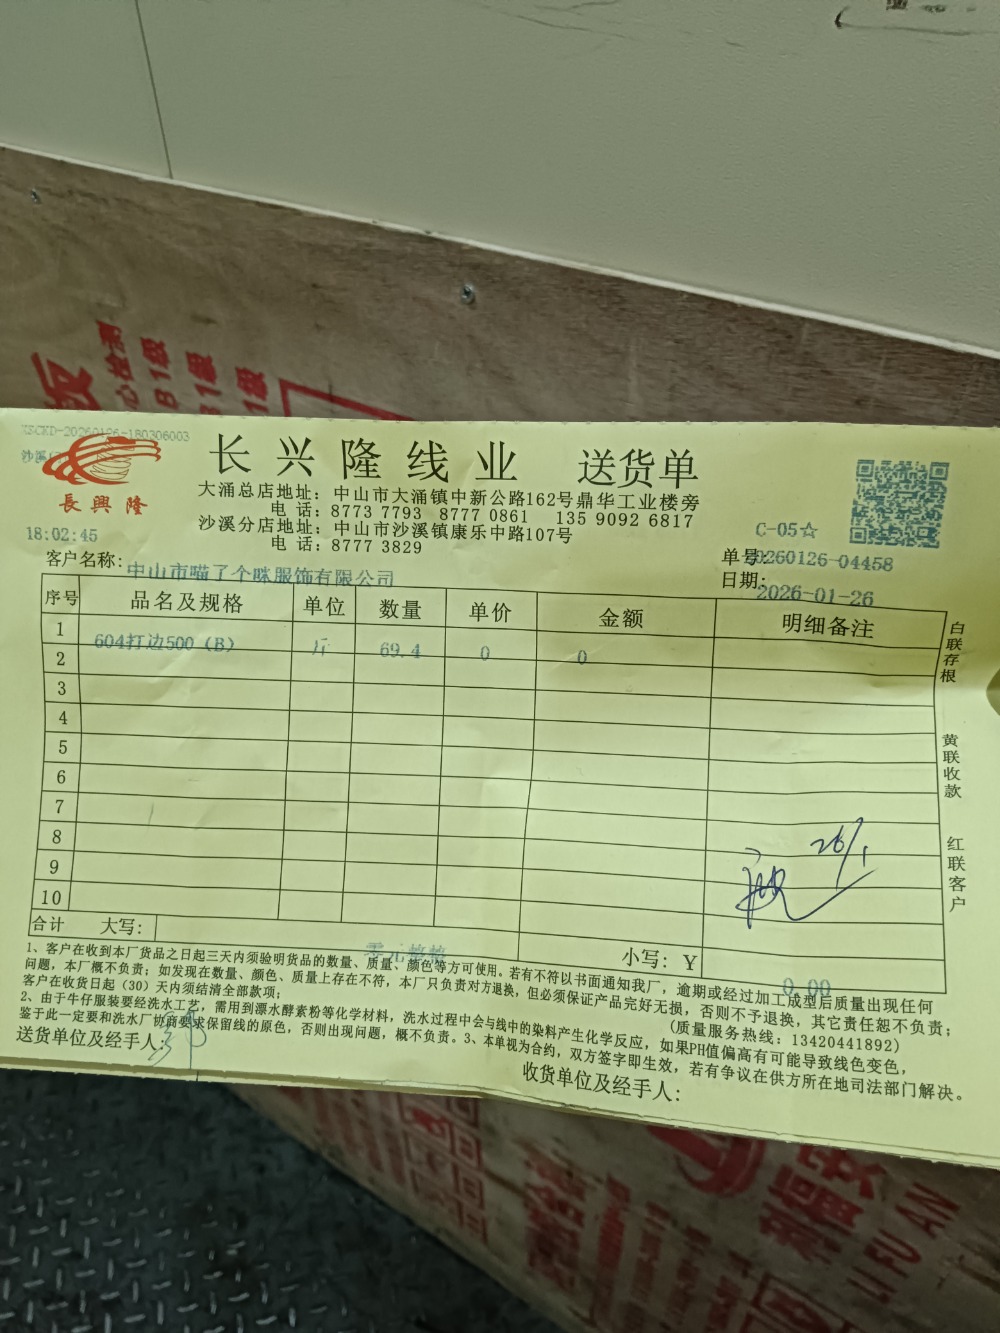 B1级
B1级
1级
XSCKD-20260126-180306003
长兴隆线业 送货单
長興隆
大涌总店地址：中山市大涌镇中新公路162号鼎华工业楼旁
电 话：8773 7793 8777 0861 135 9092 6817
沙溪分店地址：中山市沙溪镇康乐中路107号
电 话：8777 3829
18:02:45
C-05☆
客户名称：中山市喵了个咪服饰有限公司
单号：20260126-04458
日期：2026-01-26
序号 品名及规格 单位 数量 单价 金额 明细备注
1 604打边500（B） 斤 69.4 0 0
2
3
4
5
6
7
8
9
10
26/1
合计 大写： 零元整 小写：Y 0.00
白联存根
黄联收款
红联客户
1、客户在收到本厂货品之日起三天内须验明货品的数量、质量、颜色等方可使用。若有不符以书面通知我厂，逾期或经过加工成型后质量出现任何
问题，本厂概不负责；如发现在数量、颜色、质量上存在不符，本厂只负责对方退换，但必须保证产品完好无损，否则不予退换，其它责任恕不负责；
客户在收货日起（30）天内须结清全部款项； (质量服务热线：13420441892)
2、由于牛仔服装要经洗水工艺，需用到漂水酵素粉等化学材料，洗水过程中会与线中的染料产生化学反应，如果PH值偏高有可能导致线色变色，
鉴于此一定要和洗水厂协商要求保留线的原色，否则出现问题，概不负责。3、本单视为合约，双方签字即生效，若有争议在供方所在地司法部门解决。
送货单位及经手人：
收货单位及经手人：
LI FU AN